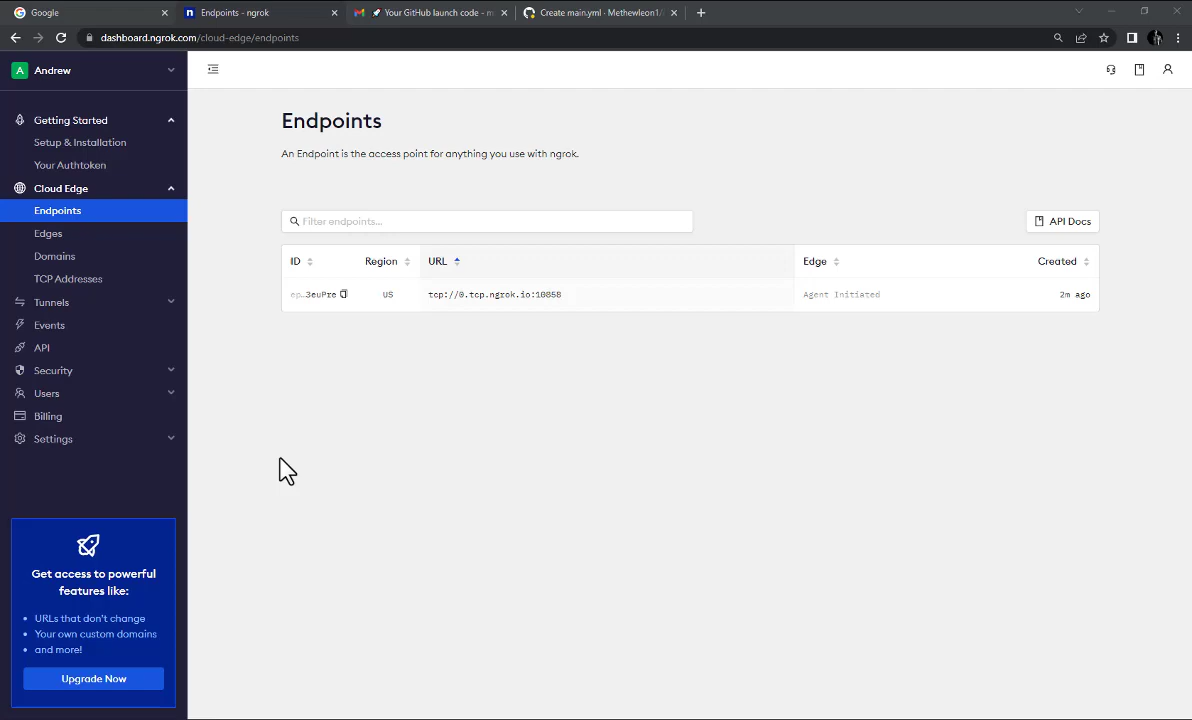 Google
Endpoints - ngrok
Your GitHub launch code - m
Create main.yml · Methewleon1/
dashboard.ngrok.com/cloud-edge/endpoints
A Andrew
Getting Started
Setup & Installation
Your Authtoken
Cloud Edge
Endpoints
Edges
Domains
TCP Addresses
Tunnels
Events
API
Security
Users
Billing
Settings
Get access to powerful
features like:
• URLs that don't change
• Your own custom domains
• and more!
Upgrade Now
Endpoints
An Endpoint is the access point for anything you use with ngrok.
Filter endpoints...
API Docs
ID Region URL Edge Created
ep…3euPre US tcp://0.tcp.ngrok.io:10858 Agent Initiated 2m ago